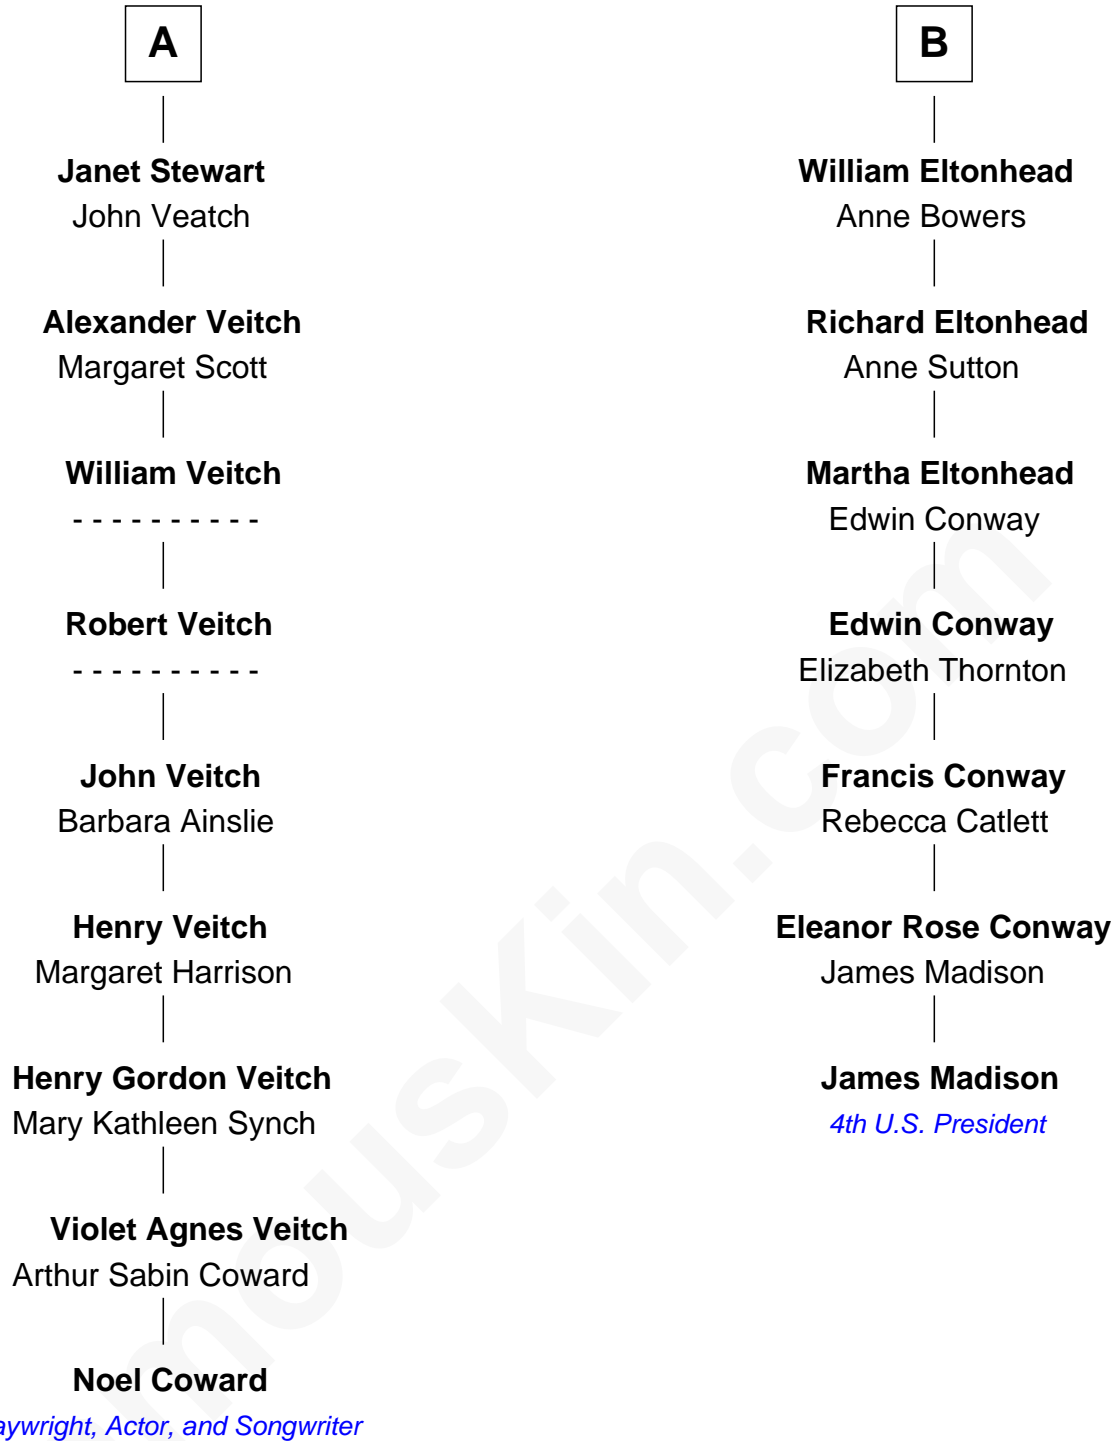 A
Janet Stewart
John Veatch
Alexander Veitch
Margaret Scott
William Veitch
- - - - - - - - - -
Robert Veitch
- - - - - - - - - -
John Veitch
Barbara Ainslie
Henry Veitch
Margaret Harrison
Henry Gordon Veitch
Mary Kathleen Synch
Violet Agnes Veitch
Arthur Sabin Coward
Noel Coward
aywright, Actor, and Songwriter
B
William Eltonhead
Anne Bowers
Richard Eltonhead
Anne Sutton
Martha Eltonhead
Edwin Conway
Edwin Conway
Elizabeth Thornton
Francis Conway
Rebecca Catlett
Eleanor Rose Conway
James Madison
James Madison
4th U.S. President
mouskin.com